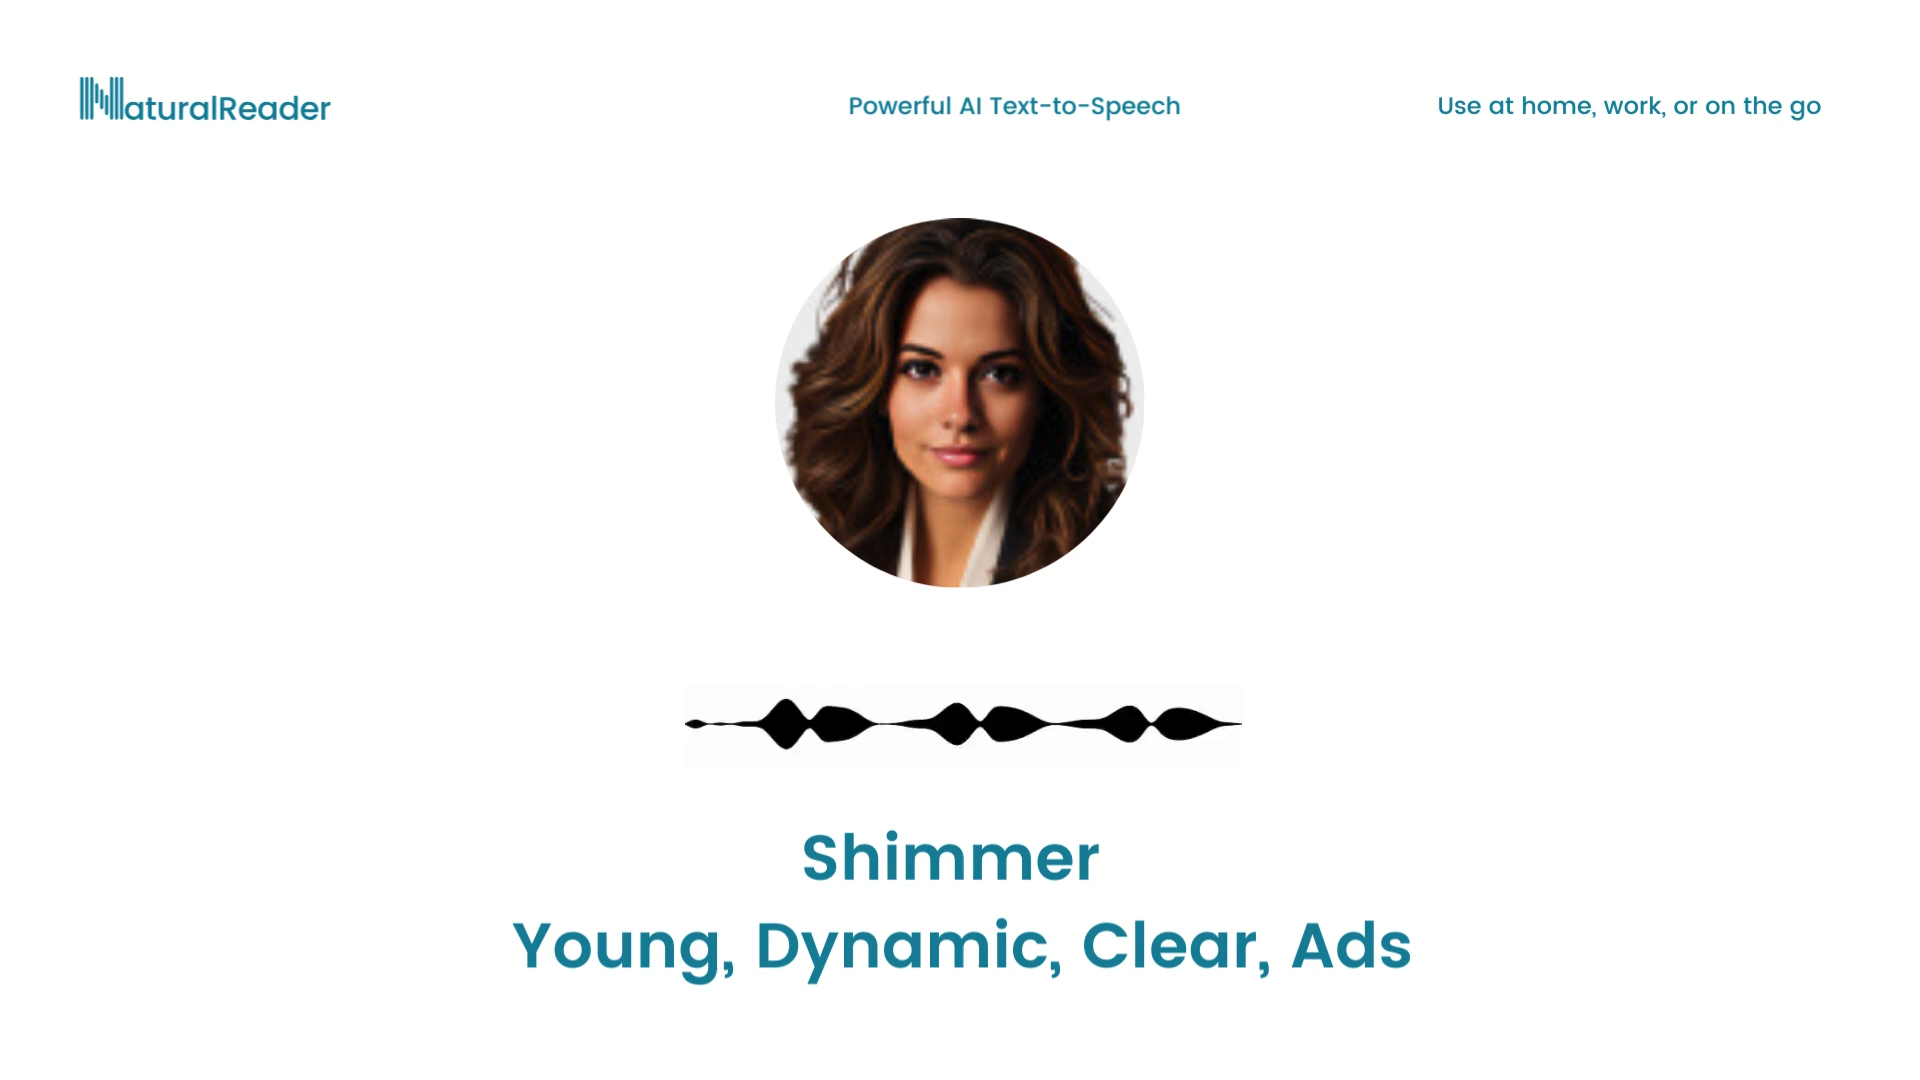 NaturalReader
Powerful AI Text-to-Speech
Use at home, work, or on the go
Shimmer
Young, Dynamic, Clear, Ads